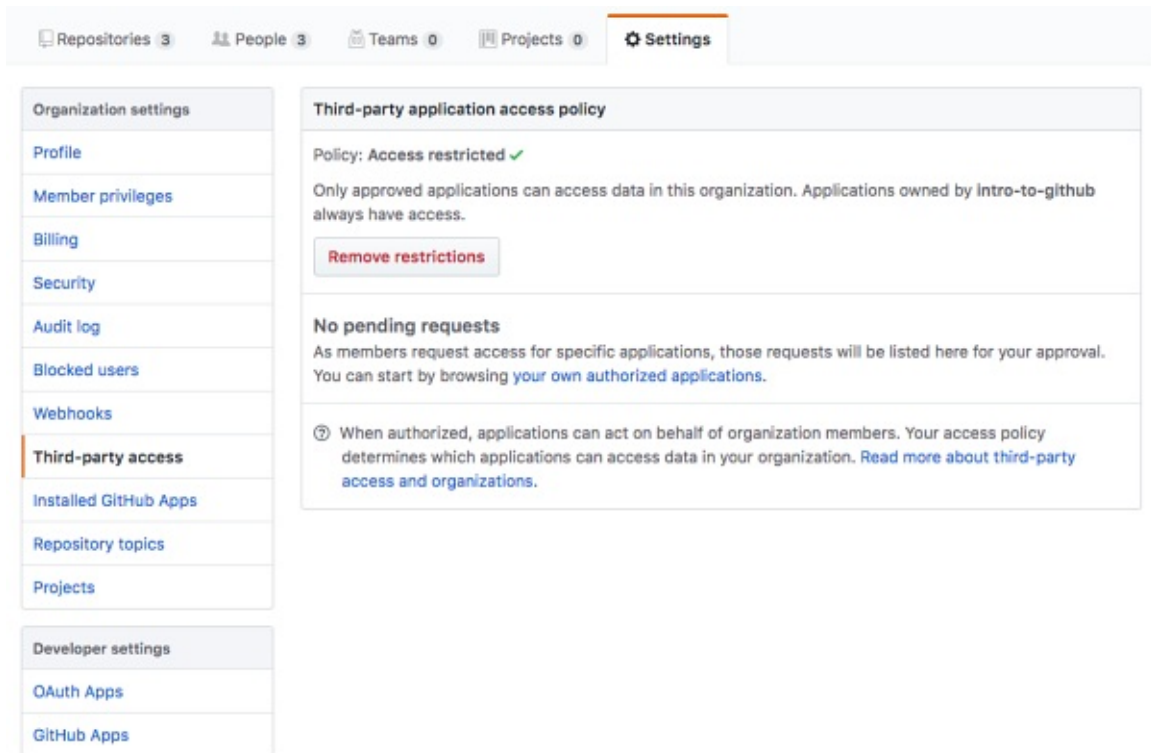 Repositories 3 People 3 Teams 0 Projects 0 Settings
Organization settings
Profile
Member privileges
Billing
Security
Audit log
Blocked users
Webhooks
Third-party access
Installed GitHub Apps
Repository topics
Projects
Developer settings
OAuth Apps
GitHub Apps
Third-party application access policy
Policy: Access restricted ✓
Only approved applications can access data in this organization. Applications owned by intro-to-github
always have access.
Remove restrictions
No pending requests
As members request access for specific applications, those requests will be listed here for your approval.
You can start by browsing your own authorized applications.
When authorized, applications can act on behalf of organization members. Your access policy
determines which applications can access data in your organization. Read more about third-party
access and organizations.